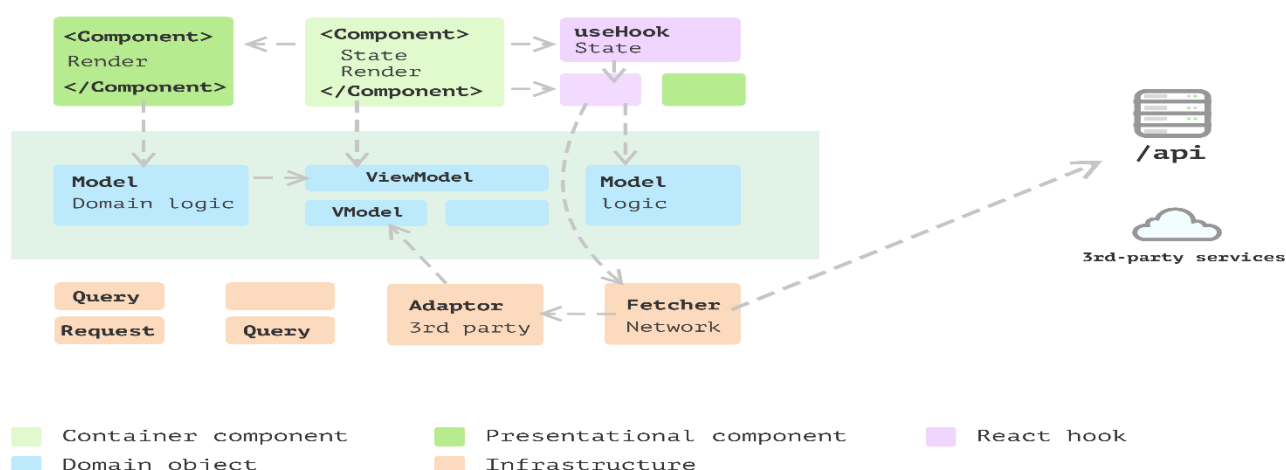 <Component>
Render
</Component>
<Component>
State
Render
</Component>
useHook
State
/api
3rd-party services
Model
Domain logic
ViewModel
VModel
Model
logic
Query
Request
Query
Adaptor
3rd party
Fetcher
Network
Container component
Presentational component
React hook
Domain object
Infrastructure